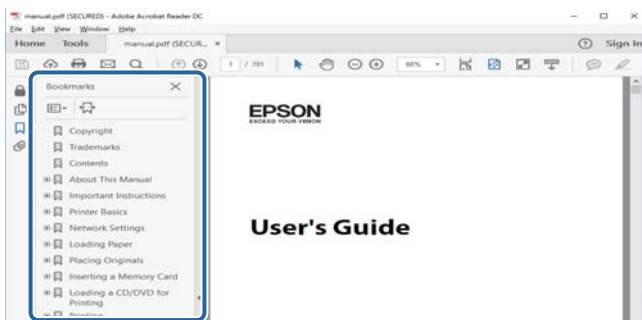 manual.pdf (SECURED) - Adobe Acrobat Reader DC
File Edit View Window Help
Home Tools manual.pdf (SECUR... × Sign In
1 / 191 68%
Bookmarks
Copyright
Trademarks
Contents
About This Manual
Important Instructions
Printer Basics
Network Settings
Loading Paper
Placing Originals
Inserting a Memory Card
Loading a CD/DVD for
Printing
Printing
EPSON
EXCEED YOUR VISION
User's Guide